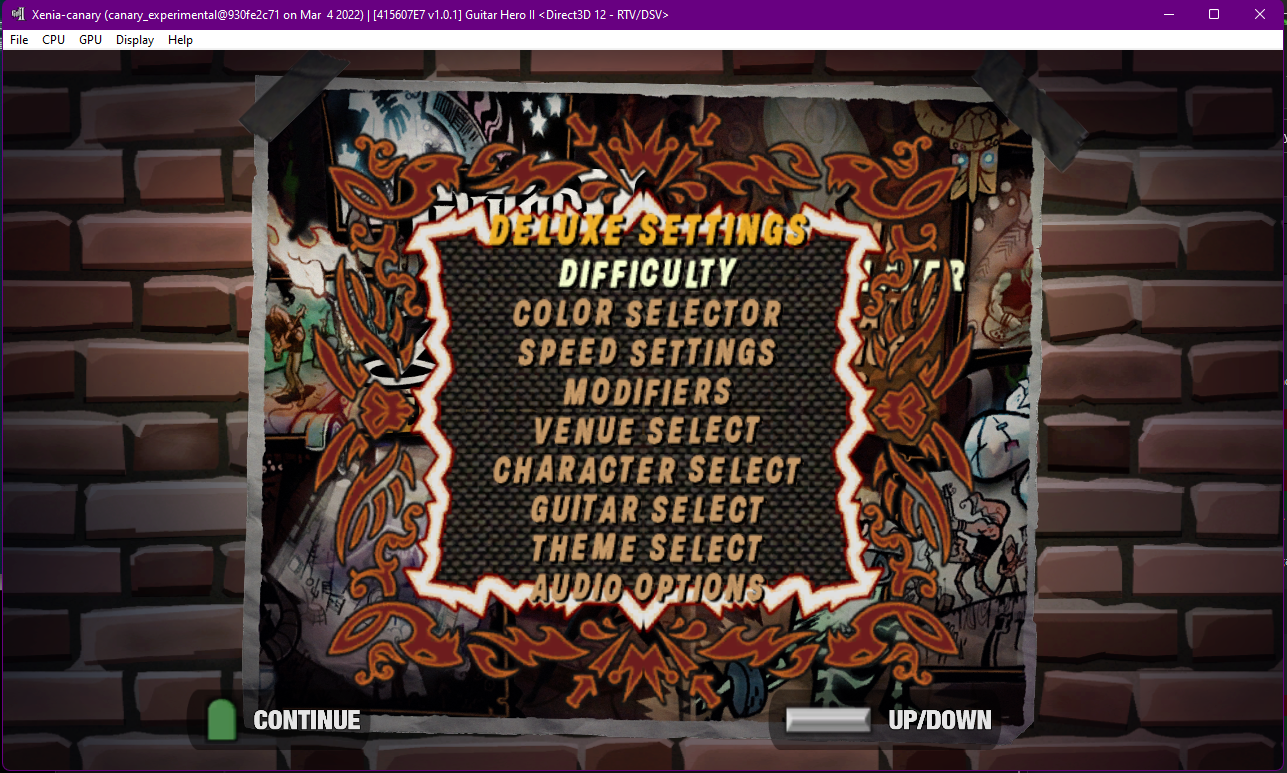 Xenia-canary (canary_experimental@930fe2c71 on Mar 4 2022) | [415607E7 v1.0.1] Guitar Hero II <Direct3D 12 - RTV/DSV>
File CPU GPU Display Help
DELUXE SETTINGS
DIFFICULTY
COLOR SELECTOR
SPEED SETTINGS
MODIFIERS
VENUE SELECT
CHARACTER SELECT
GUITAR SELECT
THEME SELECT
AUDIO OPTIONS
CONTINUE UP/DOWN